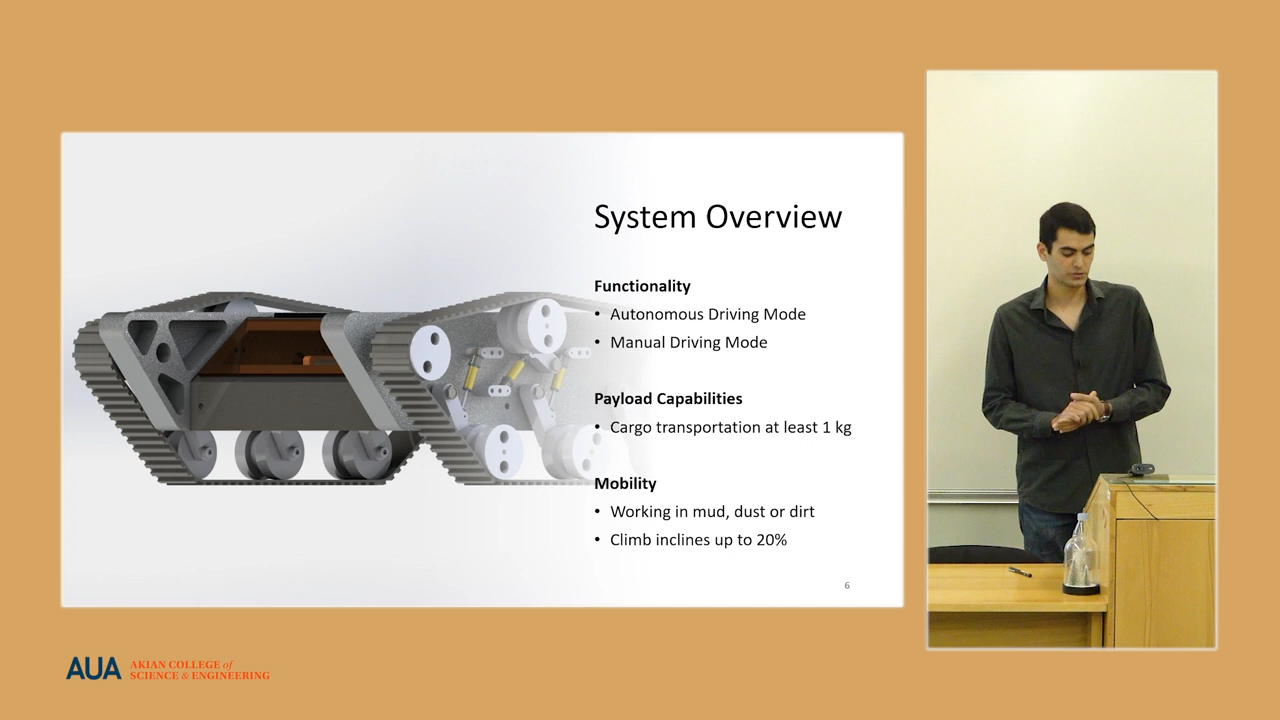 System Overview
Functionality
• Autonomous Driving Mode
• Manual Driving Mode
Payload Capabilities
• Cargo transportation at least 1 kg
Mobility
• Working in mud, dust or dirt
• Climb inclines up to 20%
6
AUA
AKIAN COLLEGE of
SCIENCE & ENGINEERING